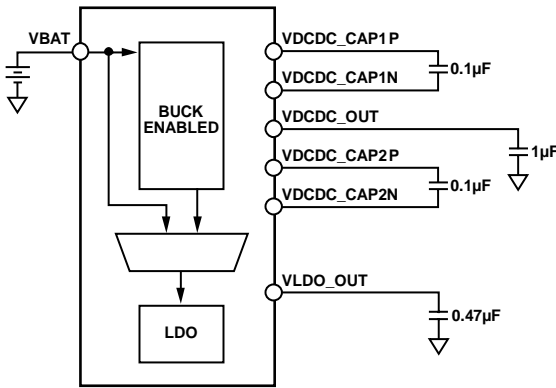 VBAT
BUCK
ENABLED
LDO
VDCDC_CAP1P
0.1µF
VDCDC_CAP1N
VDCDC_OUT
1µF
VDCDC_CAP2P
0.1µF
VDCDC_CAP2N
VLDO_OUT
0.47µF